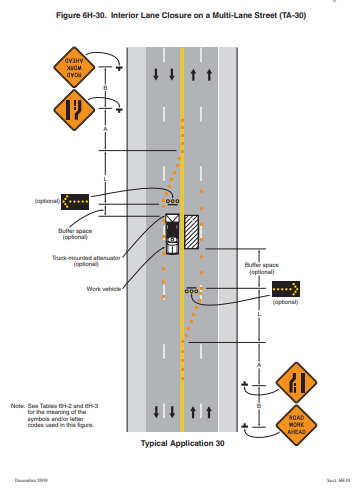 Figure 6H-30. Interior Lane Closure on a Multi-Lane Street (TA-30)
ROAD
WORK
AHEAD
B
A
L
(optional)
Buffer space
(optional)
Truck-mounted attenuator
(optional)
Work vehicle
Buffer space
(optional)
(optional)
L
A
B
ROAD
WORK
AHEAD
Note: See Tables 6H-2 and 6H-3
for the meaning of the
symbols and/or letter
codes used in this figure.
Typical Application 30
December 2009
Sect. 6H.01